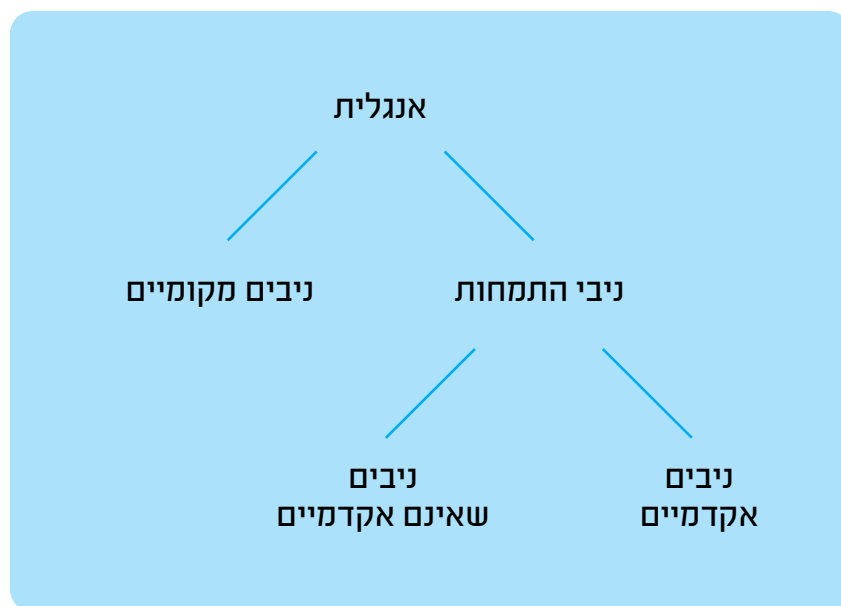 אנגלית
ניבי התמחות
ניבים מקומיים
ניבים
אקדמיים
ניבים
שאינם אקדמיים